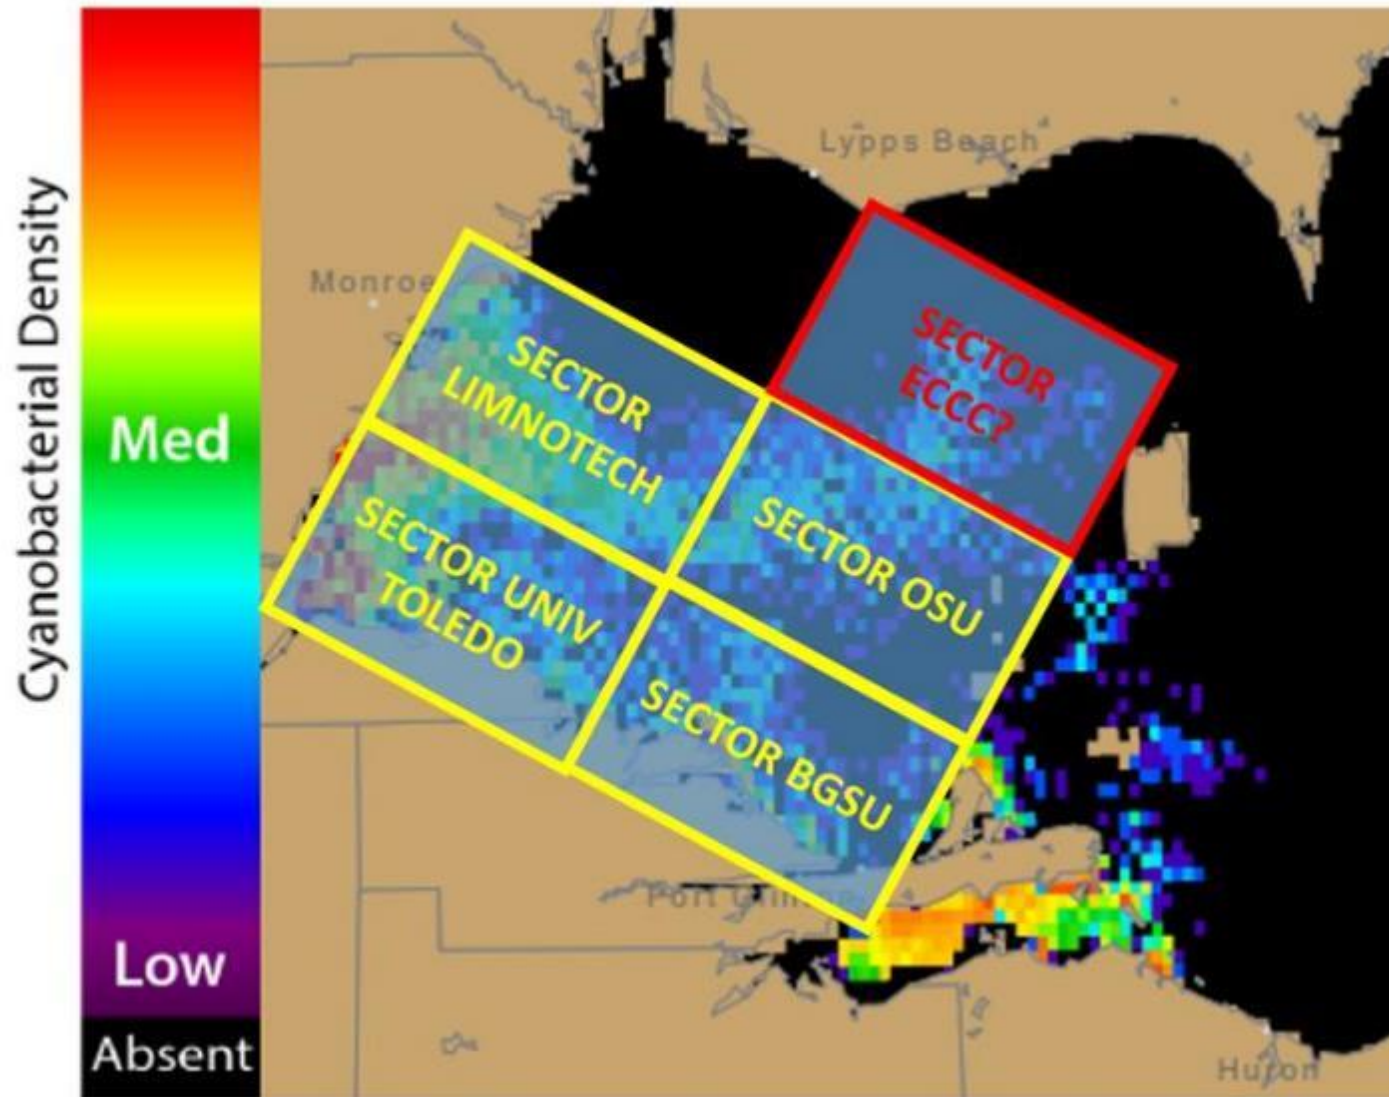 Cyanobacterial Density
Med
Low
Absent
Lypps Beach
Monroe
SECTOR
ECCC?
SECTOR
LIMNOTECH
SECTOR OSU
SECTOR UNIV
TOLEDO
SECTOR BGSU
Port
Huron